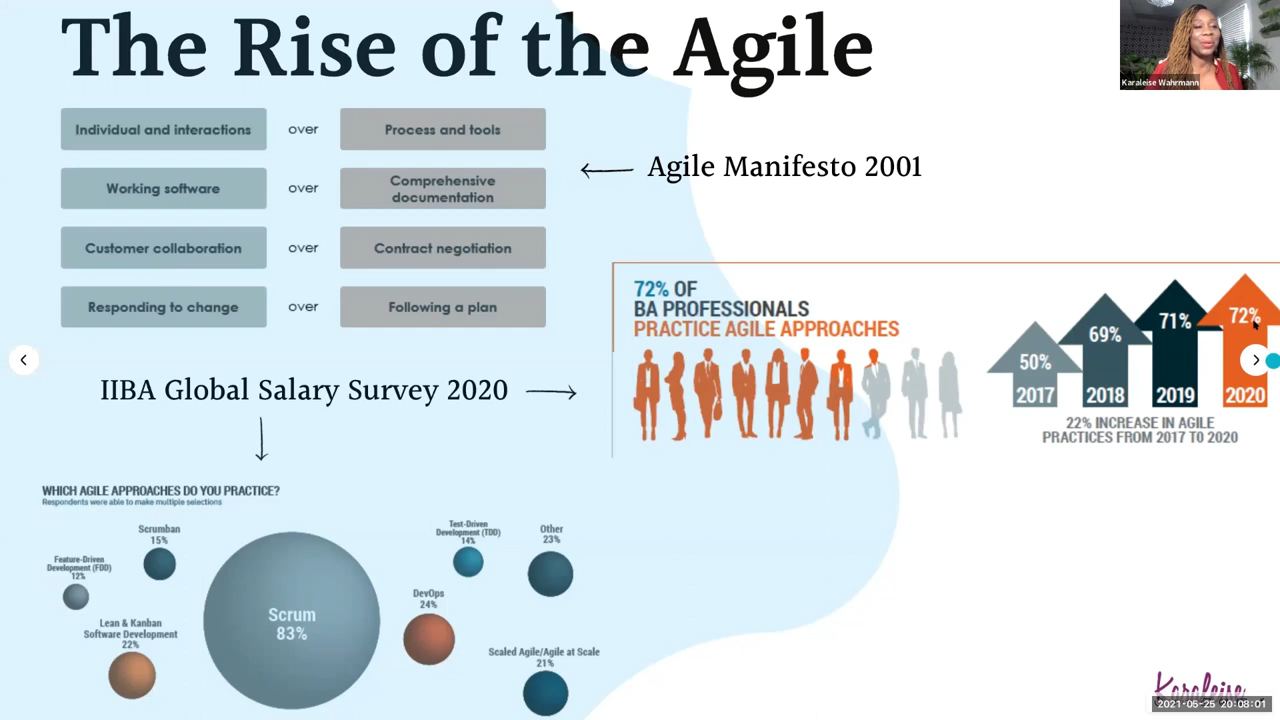 The Rise of the Agile
Karaleise Wahrmann
Individual and interactions over Process and tools
Working software over Comprehensive
documentation
Customer collaboration over Contract negotiation
Responding to change over Following a plan
Agile Manifesto 2001
72% OF
BA PROFESSIONALS
PRACTICE AGILE APPROACHES
50%
2017
69%
2018
71%
2019
72%
2020
22% INCREASE IN AGILE
PRACTICES FROM 2017 TO 2020
IIBA Global Salary Survey 2020
WHICH AGILE APPROACHES DO YOU PRACTICE?
Respondents were able to make multiple selections
Scrumban
15%
Feature-Driven
Development (FDD)
12%
Lean & Kanban
Software Development
22%
Scrum
83%
Test-Driven
Development (TDD)
14%
Other
23%
DevOps
24%
Scaled Agile/Agile at Scale
21%
Karaleise
2021-05-25 20:08:01